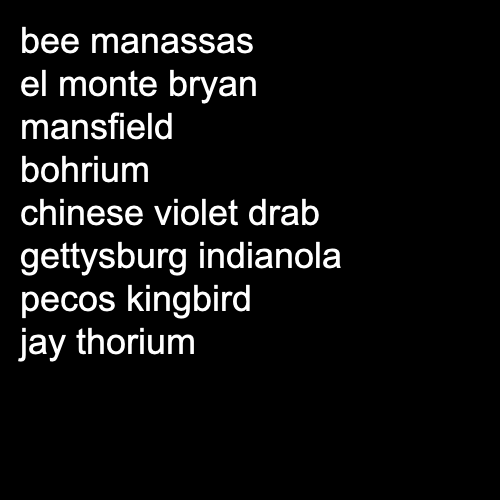 bee manassas
el monte bryan
mansfield
bohrium
chinese violet drab
gettysburg indianola
pecos kingbird
jay thorium